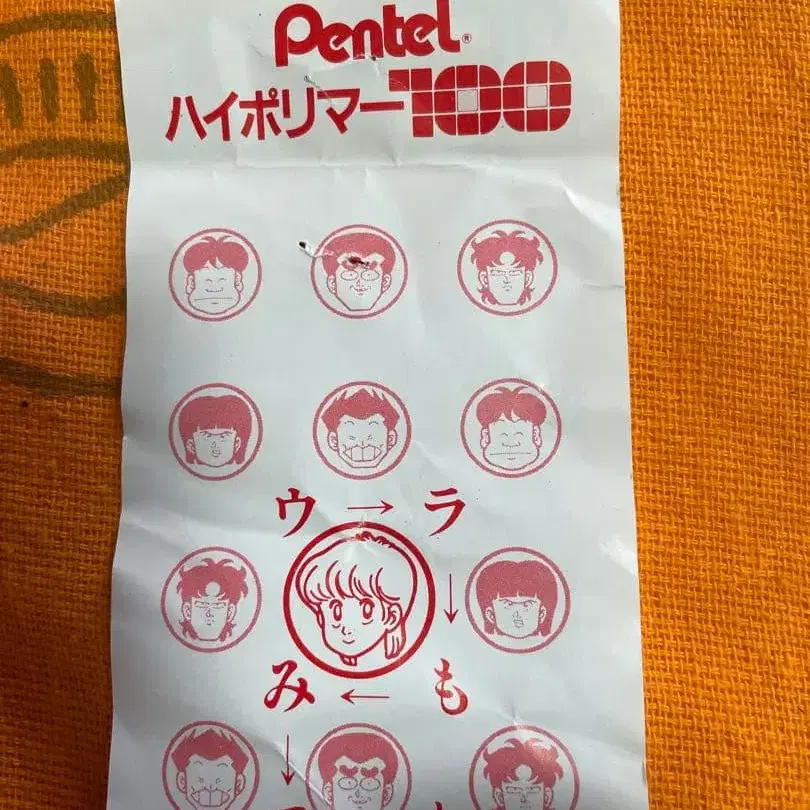 Pentel®
ハイポリマー100
ウ → ラ
↓
み ← も
↓